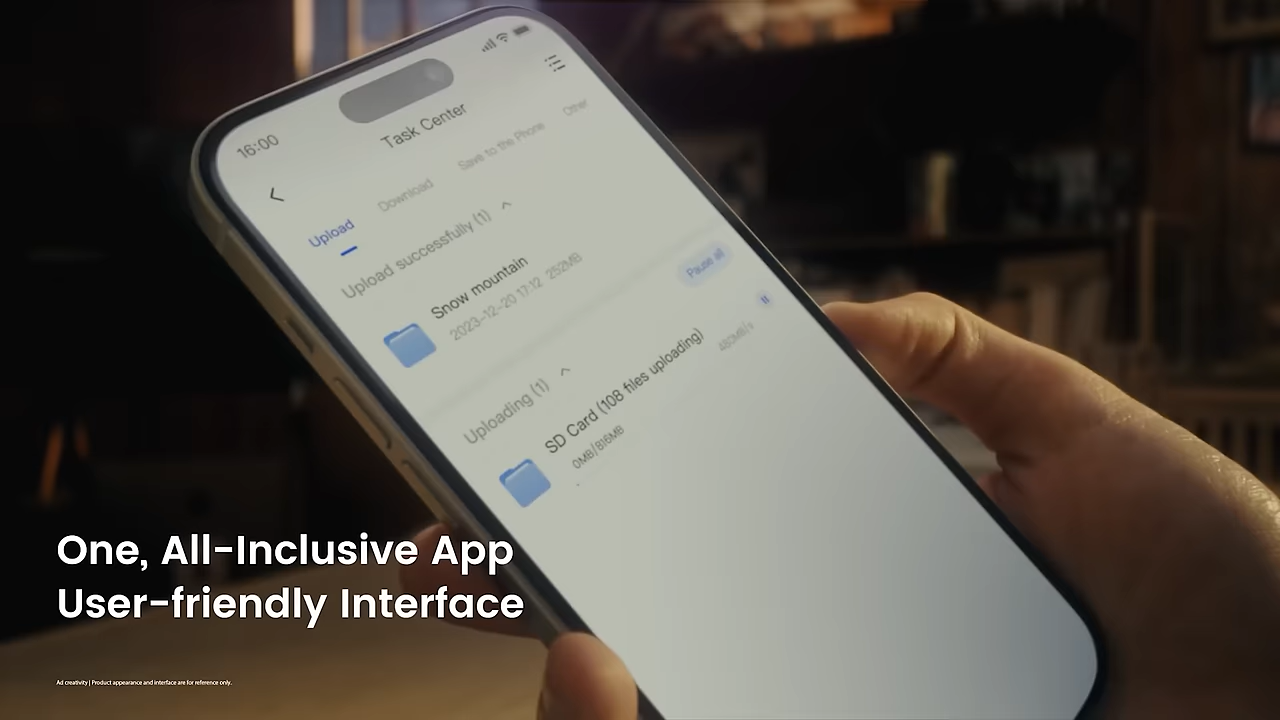 16:00
Task Center
Upload
Download
Save to the Phone
Other
Upload successfully (1)
Snow mountain
2023-12-20 17:12 252MB
Pause all
Uploading (1)
SD Card (108 files uploading)
0MB/816MB
480MB/s
One, All-Inclusive App
User-friendly Interface
Ad creativity | Product appearance and interface are for reference only.